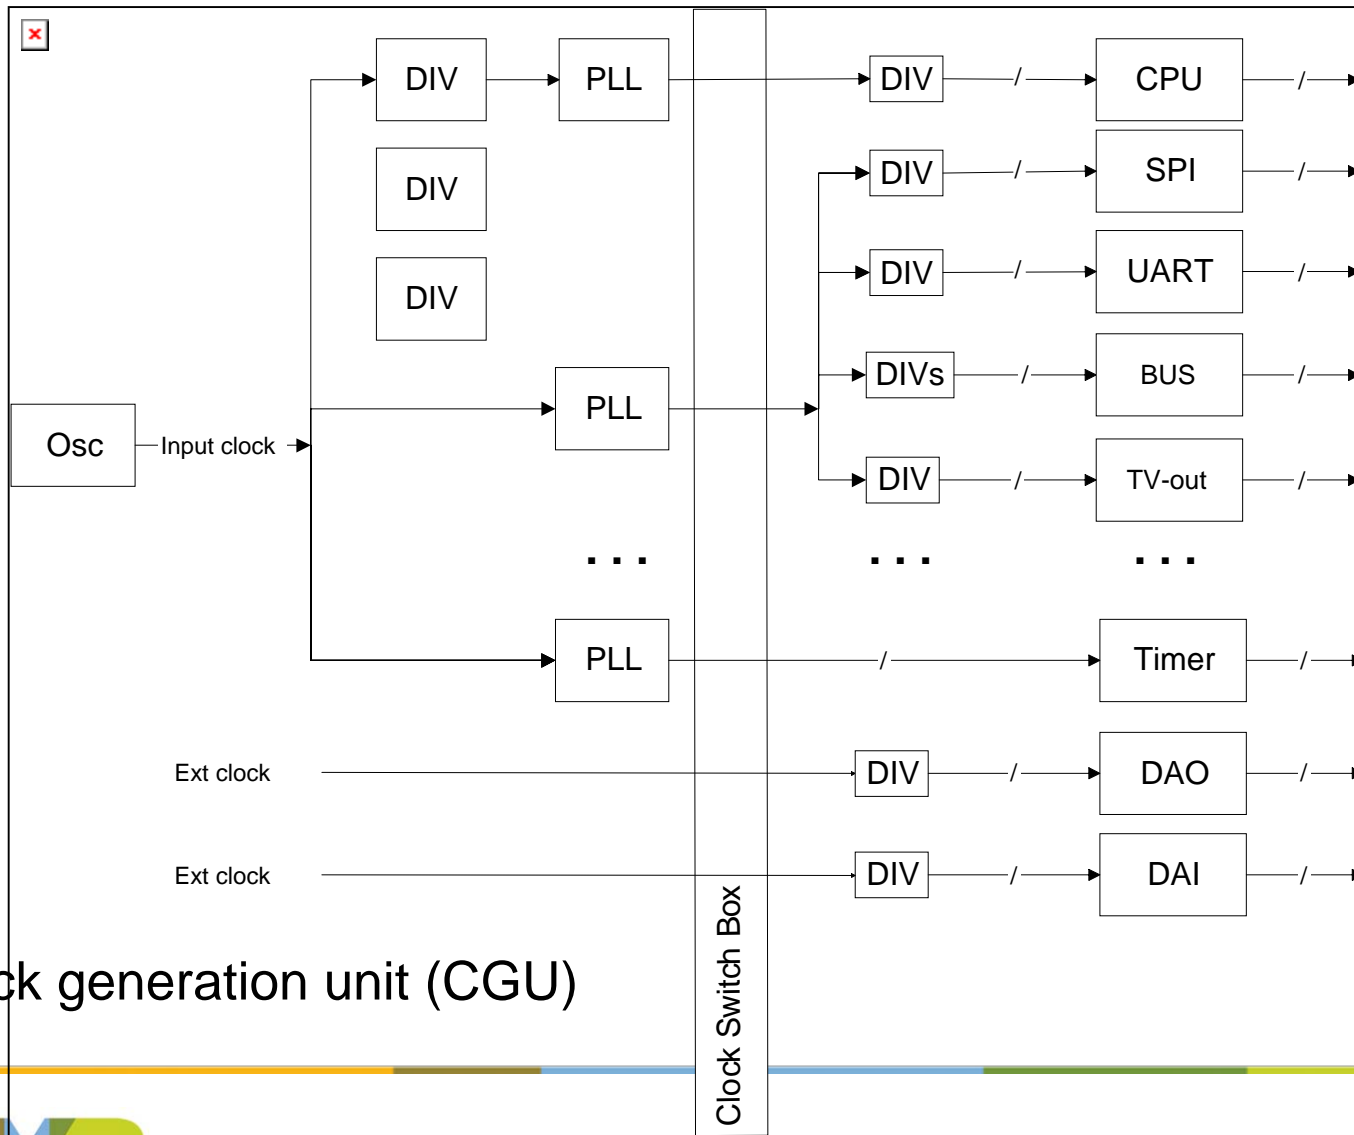 DIV PLL DIV / CPU /
DIV DIV / SPI /
DIV DIV / UART /
PLL DIVs / BUS /
Osc Input clock
DIV / TV-out /
. . . . . . . . .
PLL / Timer /
Ext clock DIV / DAO /
Ext clock DIV / DAI /
Clock Switch Box
ck generation unit (CGU)